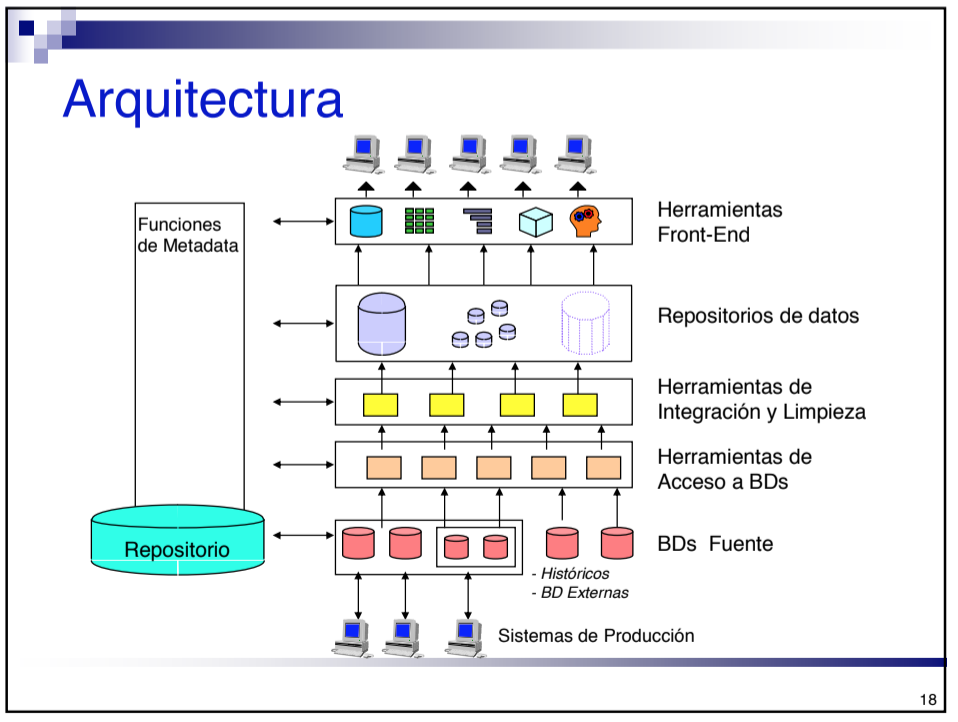 Arquitectura
Funciones
de Metadata
Repositorio
Herramientas
Front-End
Repositorios de datos
Herramientas de
Integración y Limpieza
Herramientas de
Acceso a BDs
BDs Fuente
- Históricos
- BD Externas
Sistemas de Producción
18